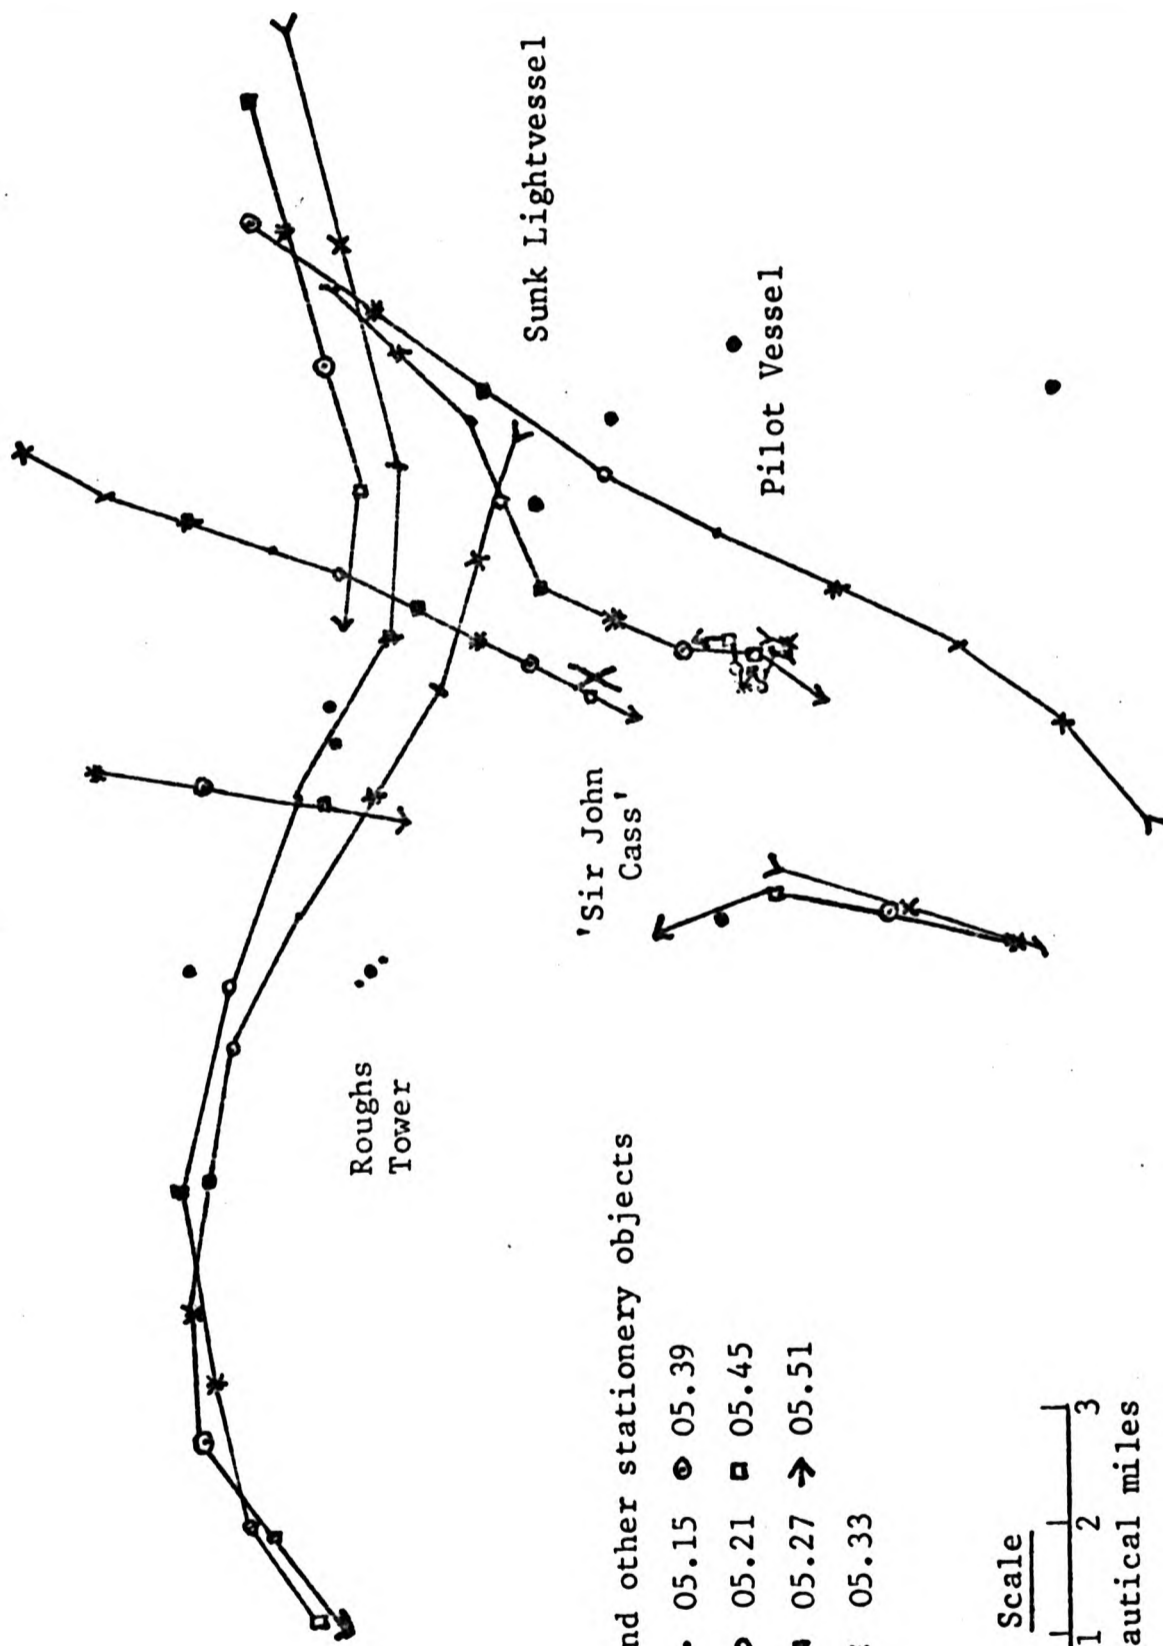 Sunk Lightvessel
Pilot Vessel
'Sir John
Cass'
Roughs
Tower
nd other stationery objects
05.15 05.39
05.21 05.45
05.27 05.51
05.33
Scale
1 2 3
autical miles